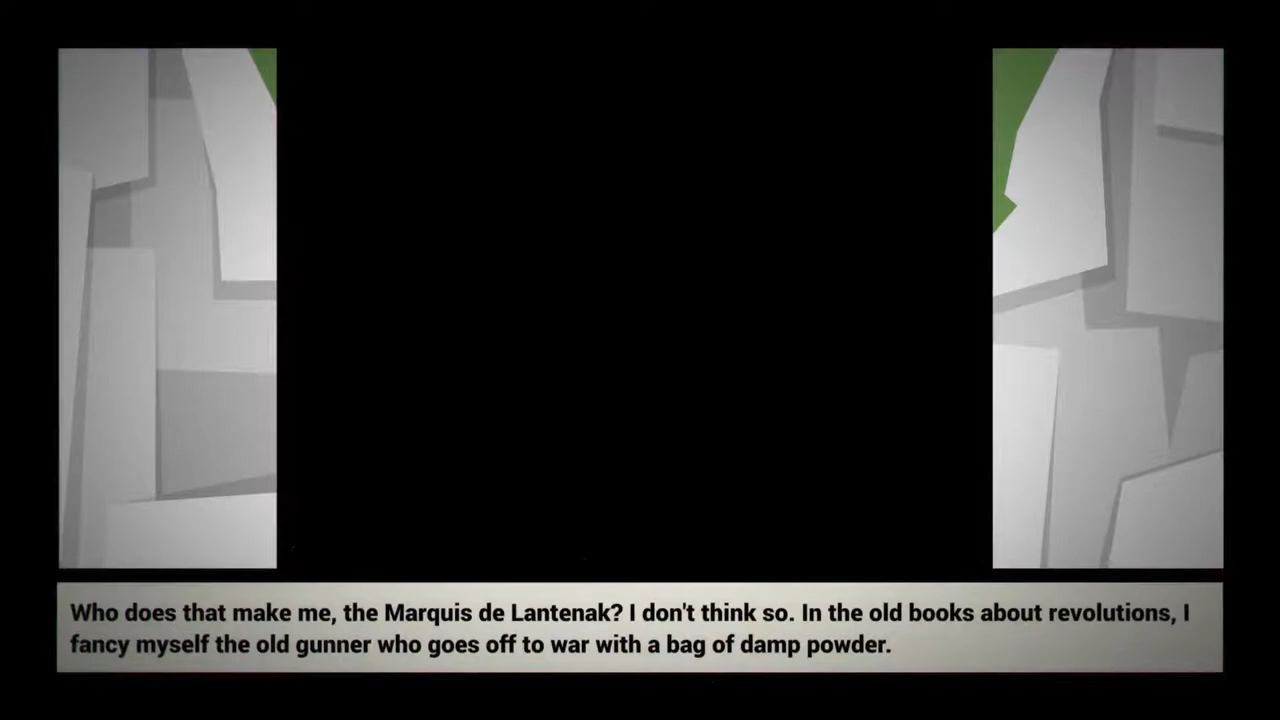 Who does that make me, the Marquis de Lantenak? I don't think so. In the old books about revolutions, I
fancy myself the old gunner who goes off to war with a bag of damp powder.